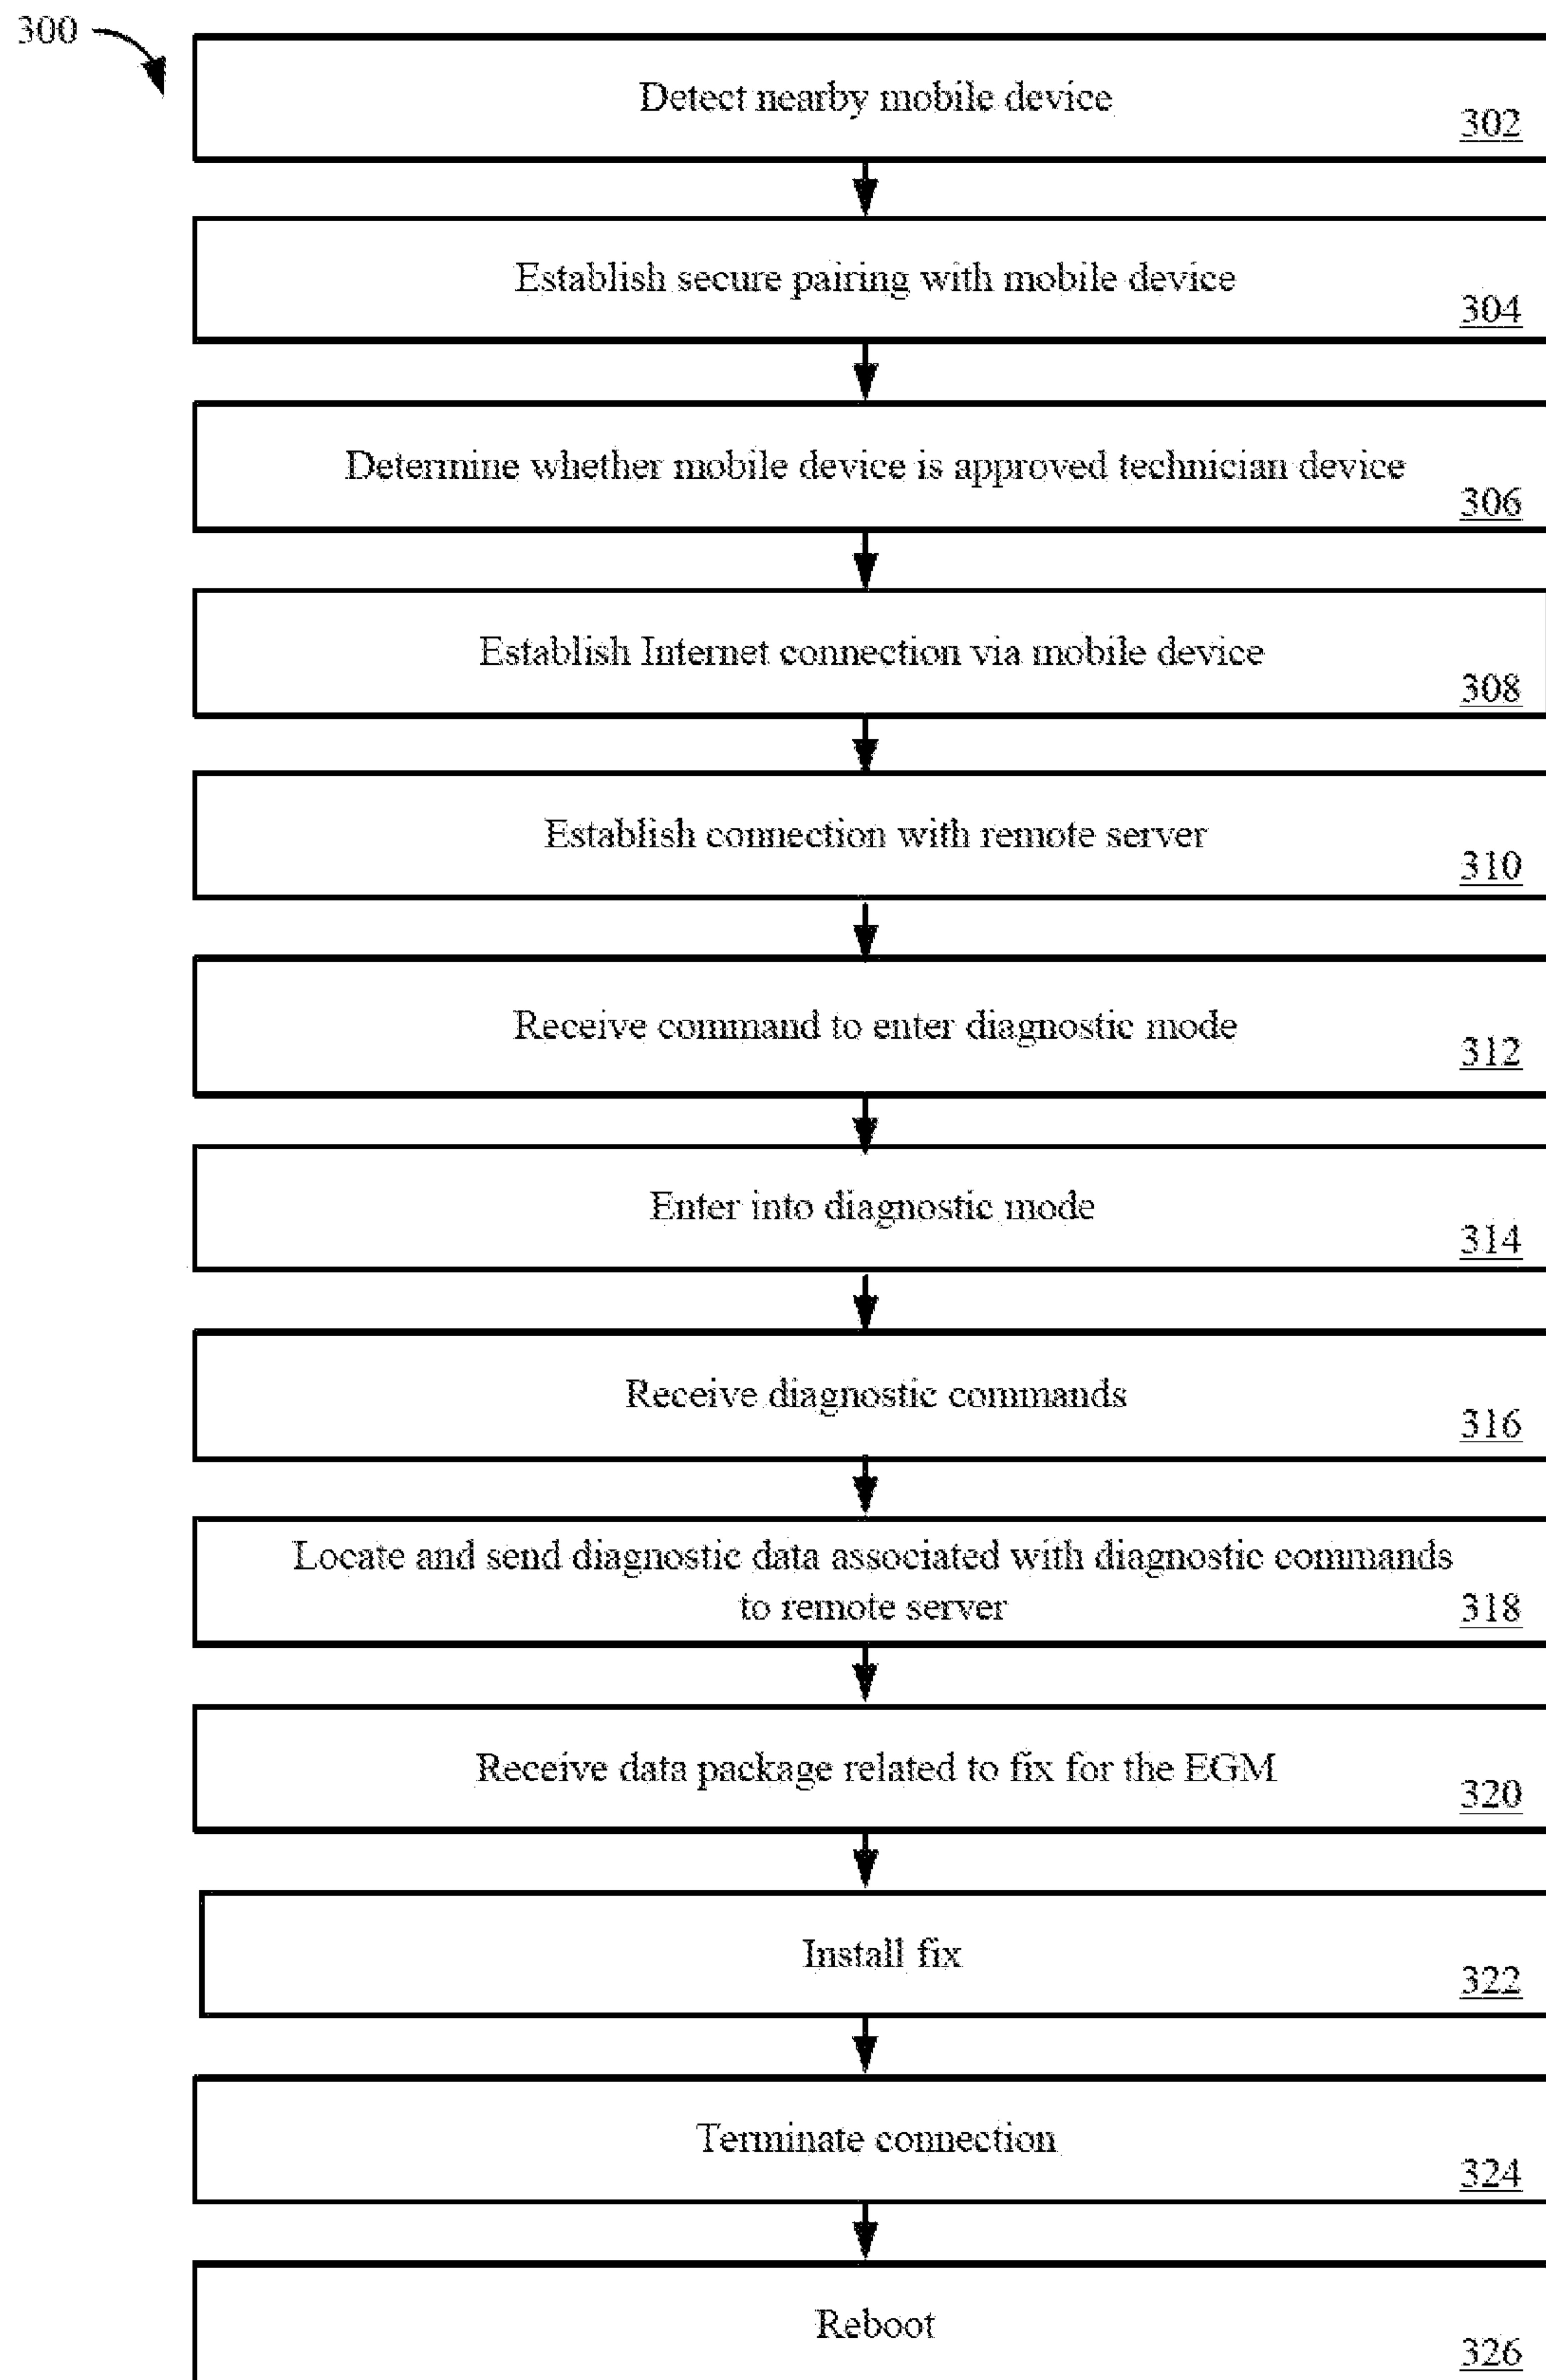 300
Detect nearby mobile device
302
Establish secure pairing with mobile device
304
Determine whether mobile device is approved technician device
306
Establish Internet connection via mobile device
308
Establish connection with remote server
310
Receive command to enter diagnostic mode
312
Enter into diagnostic mode
314
Receive diagnostic commands
316
Locate and send diagnostic data associated with diagnostic commands
to remote server
318
Receive data package related to fix for the EGM
320
Install fix
322
Terminate connection
324
Reboot
326